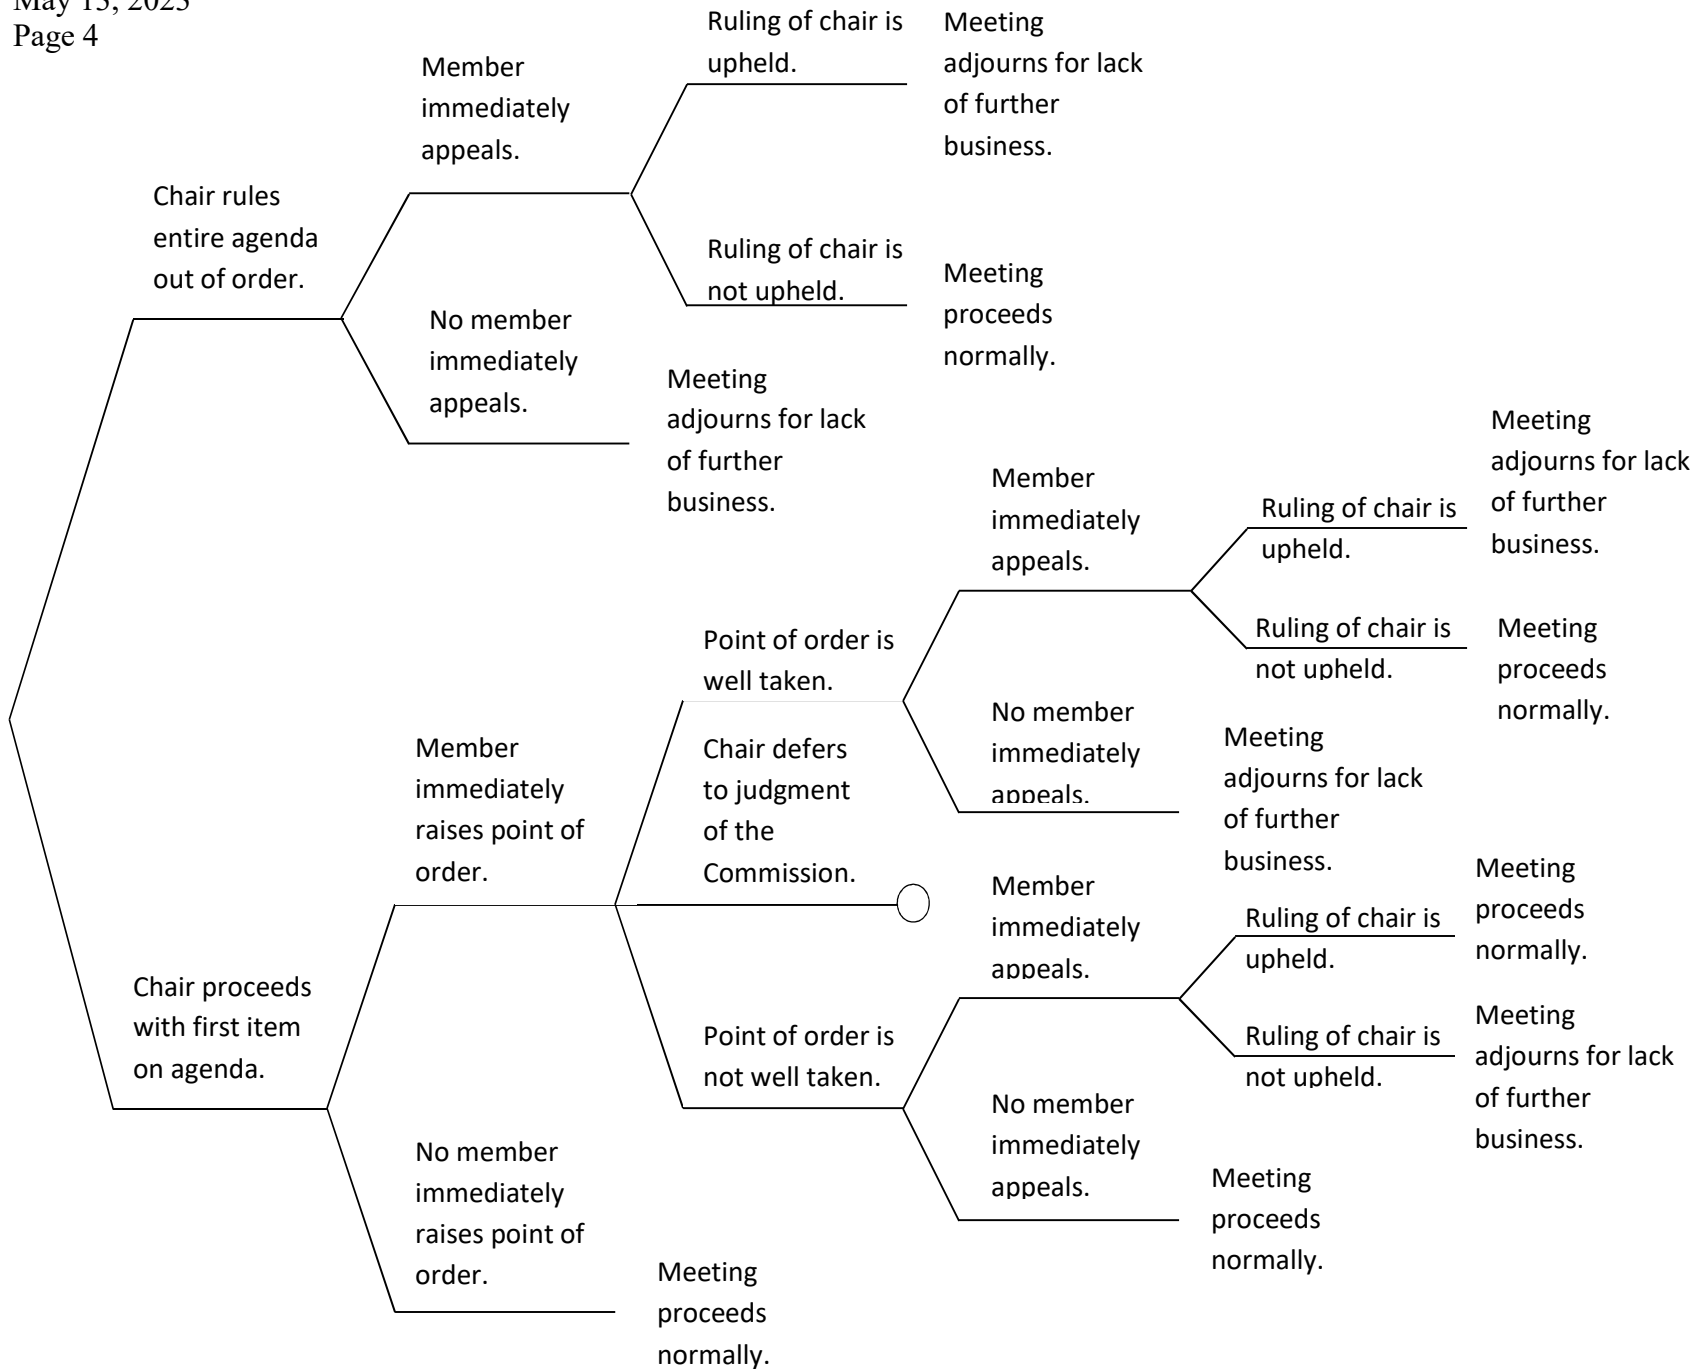 May 15, 2023
Page 4
Ruling of chair is
upheld.
Meeting
adjourns for lack
of further
business.
Member
immediately
appeals.
Chair rules
entire agenda
out of order.
Ruling of chair is
not upheld.
Meeting
proceeds
normally.
No member
immediately
appeals.
Meeting
adjourns for lack
of further
business.
Meeting
adjourns for lack
of further
business.
Member
immediately
appeals.
Ruling of chair is
upheld.
Point of order is
well taken.
Ruling of chair is
not upheld.
Meeting
proceeds
normally.
No member
immediately
appeals.
Meeting
adjourns for lack
of further
business.
Member
immediately
raises point of
order.
Chair defers
to judgment
of the
Commission.
Member
immediately
appeals.
Ruling of chair is
upheld.
Meeting
proceeds
normally.
Chair proceeds
with first item
on agenda.
Point of order is
not well taken.
Ruling of chair is
not upheld.
Meeting
adjourns for lack
of further
business.
No member
immediately
appeals.
Meeting
proceeds
normally.
No member
immediately
raises point of
order.
Meeting
proceeds
normally.